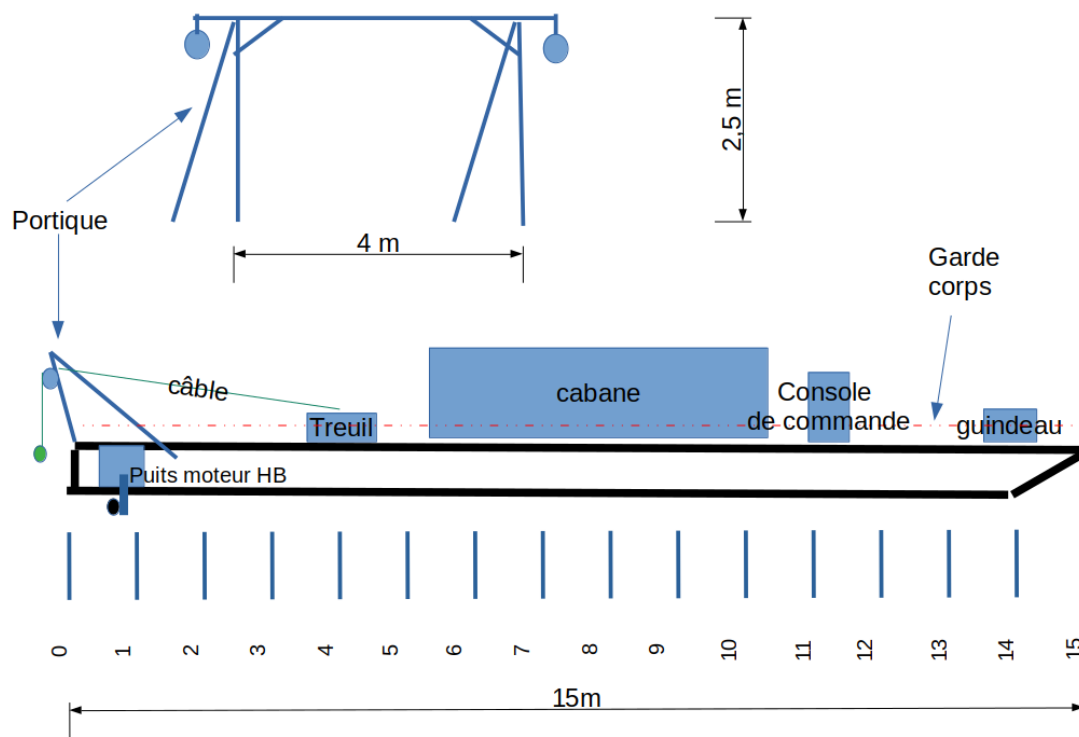 2,5 m
Portique
4 m
Garde
corps
câble
cabane
Console
de commande
Treuil
guindeau
Puits moteur HB
0 1 2 3 4 5 6 7 8 9 10 11 12 13 14 15
15m